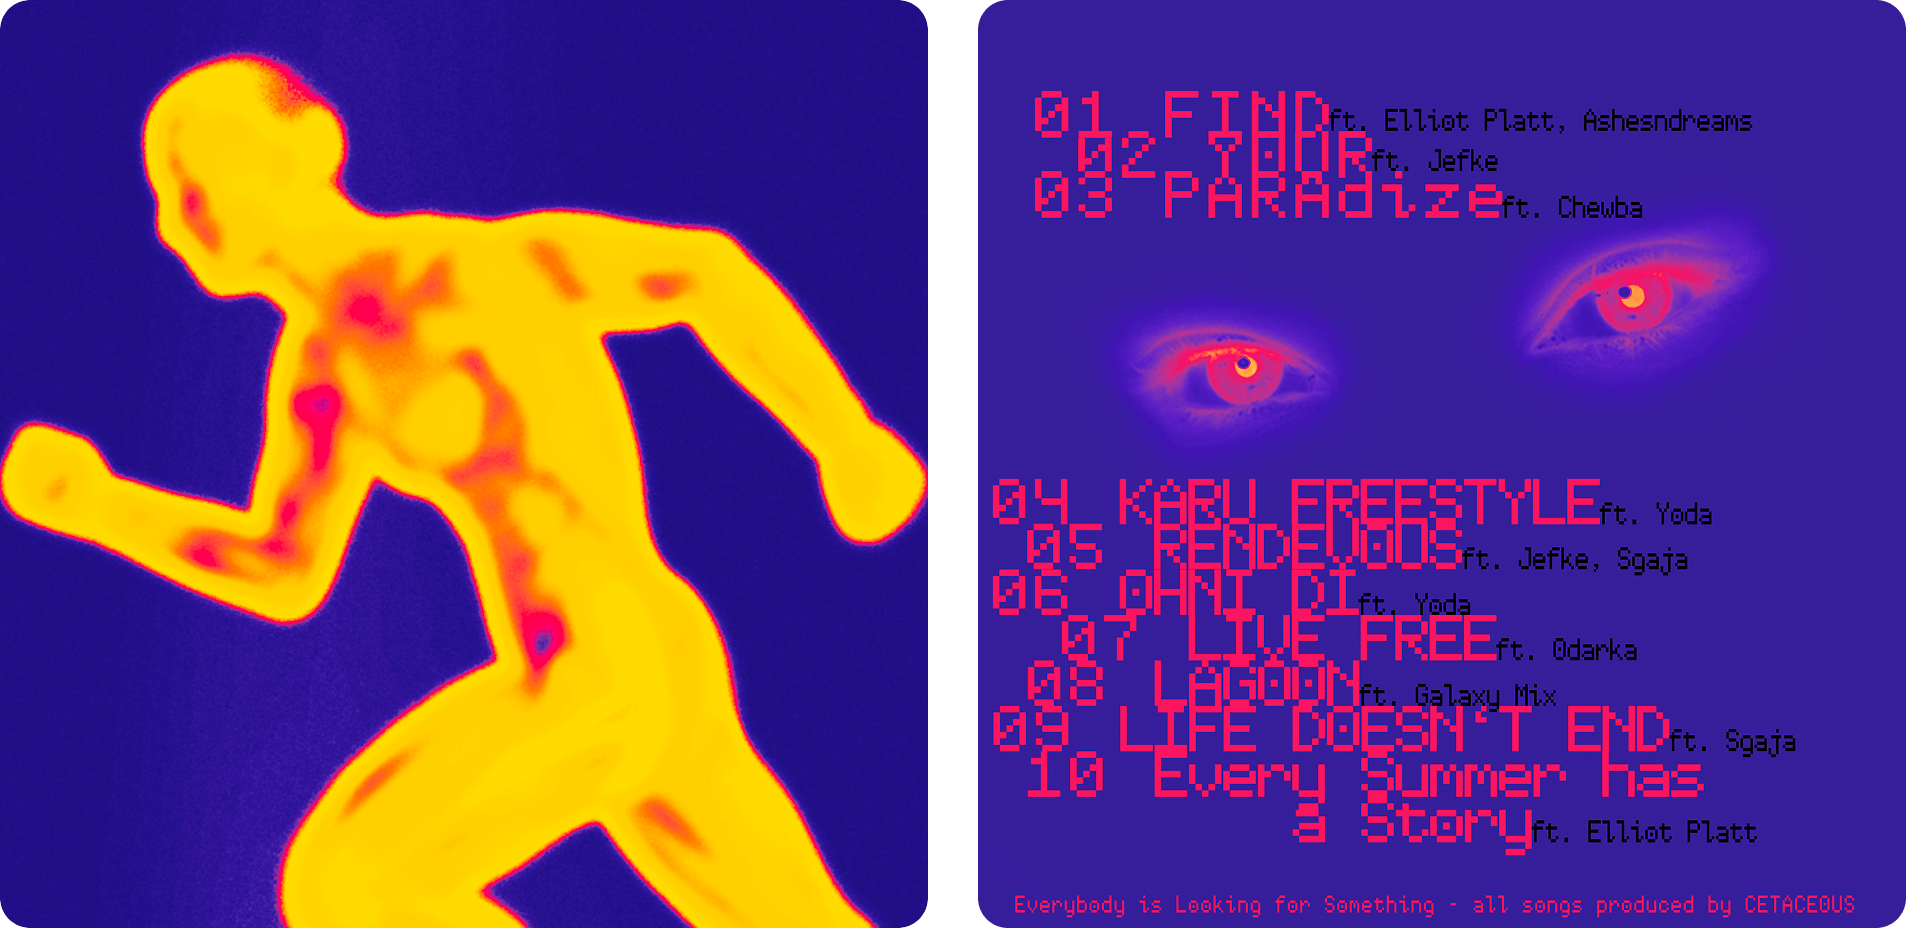 01 FIND ft. Elliot Platt, Ashesndreams
02 YOUR ft. Jefke
03 PARAdize ft. Chewba
04 KARU FREESTYLE ft. Yoda
05 RENDEVOUS ft. Jefke, Sgaja
06 OHNI DI ft. Yoda
07 LIVE FREE ft. Odarka
08 LAGOON ft. Galaxy Mix
09 LIFE DOESN'T END ft. Sgaja
10 Every Summer has
a Story ft. Elliot Platt
Everybody is Looking for Something - all songs produced by CETACEOUS